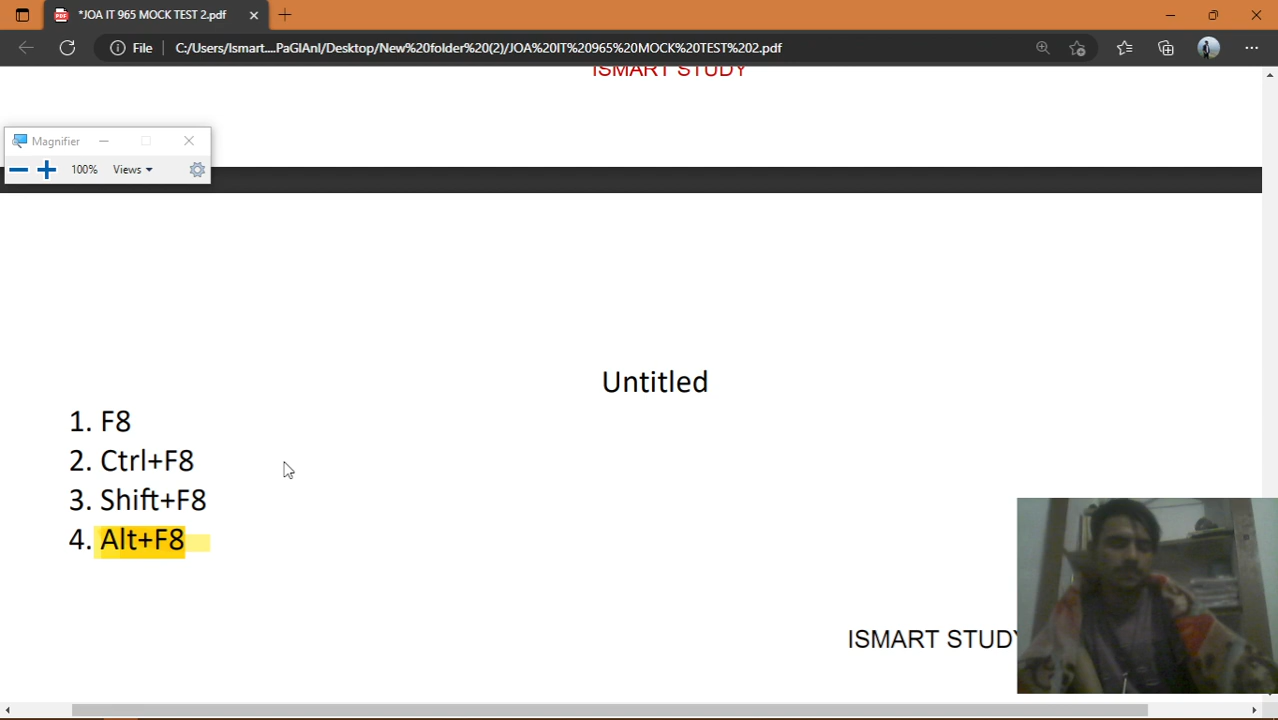 *JOA IT 965 MOCK TEST 2.pdf
File
C:/Users/Ismart....PaGlAnI/Desktop/New%20folder%20(2)/JOA%20IT%20965%20MOCK%20TEST%202.pdf
ISMART STUDY
Magnifier
100% Views
Untitled
1. F8
2. Ctrl+F8
3. Shift+F8
4. Alt+F8
ISMART STUDY